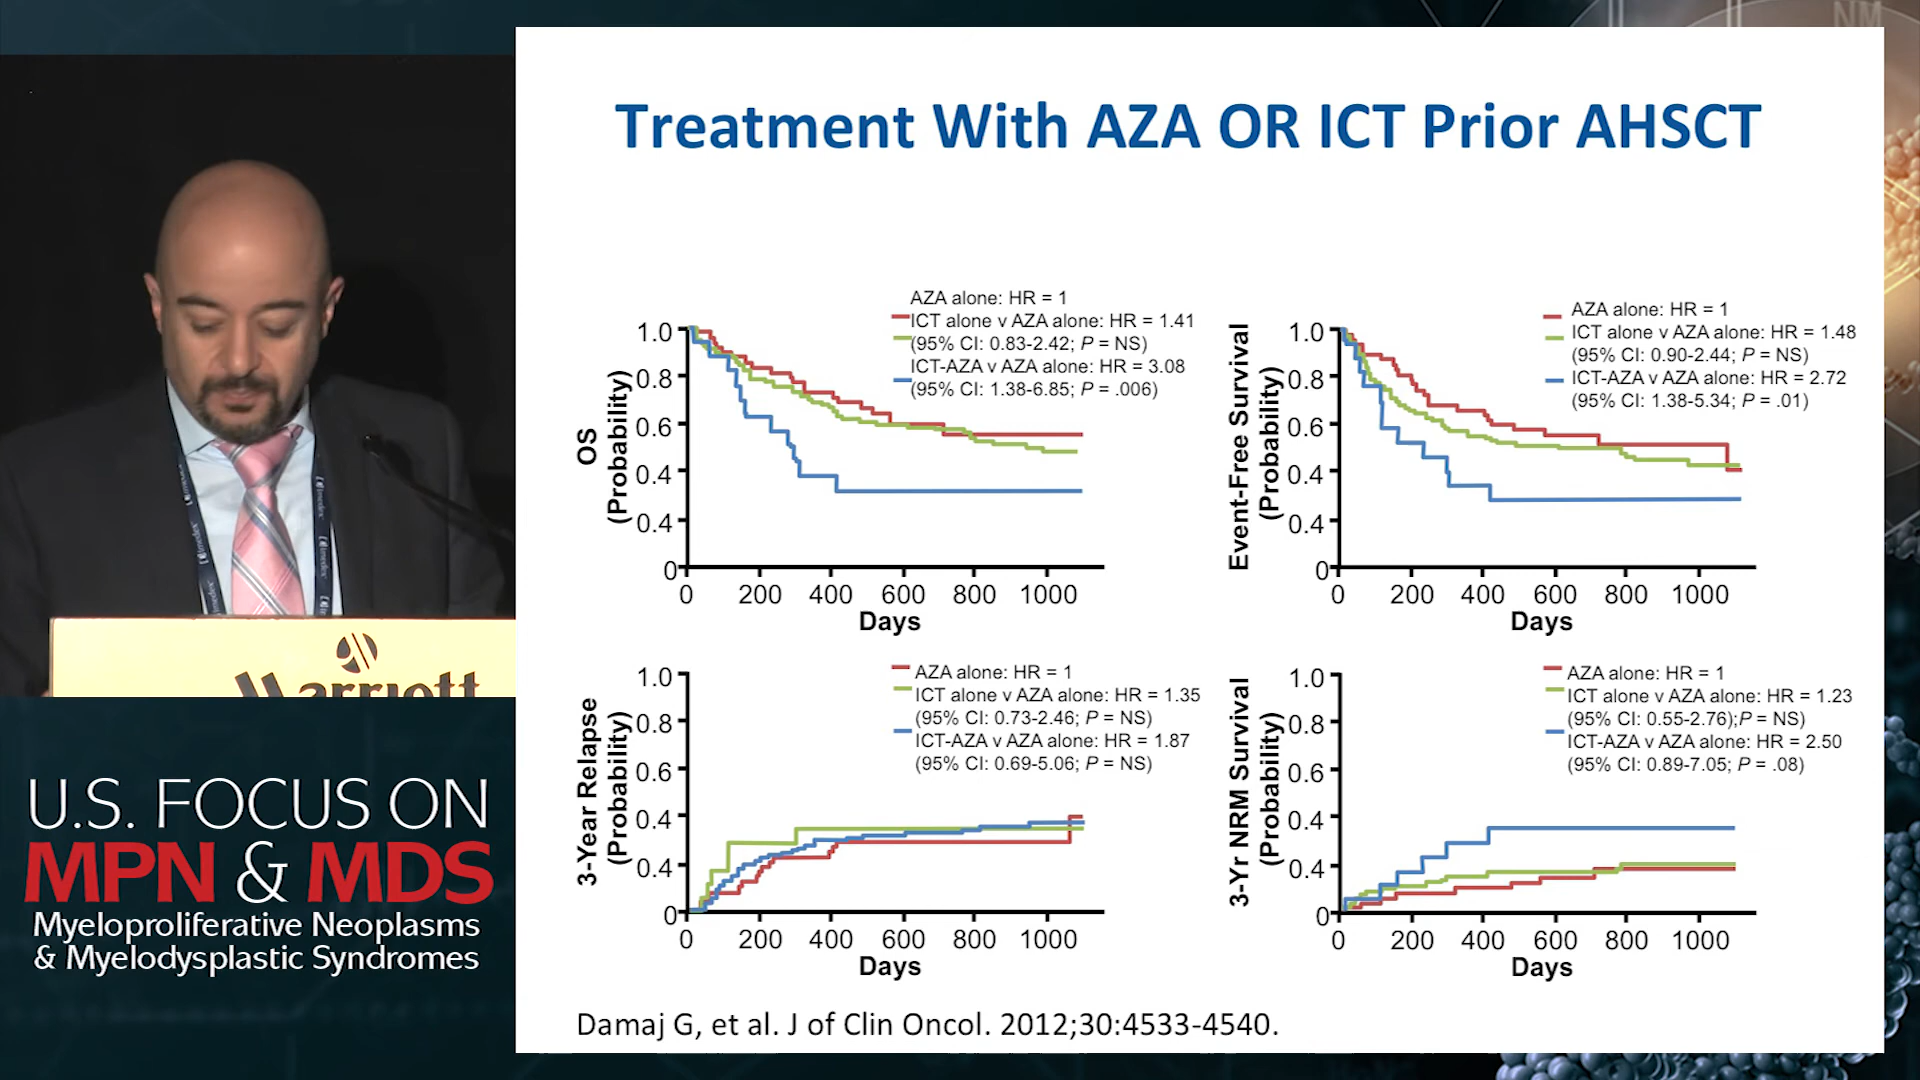 NM
Treatment With AZA OR ICT Prior AHSCT
AZA alone: HR = 1
ICT alone v AZA alone: HR = 1.41
(95% CI: 0.83-2.42; P = NS)
ICT-AZA v AZA alone: HR = 3.08
(95% CI: 1.38-6.85; P = .006)
OS
(Probability)
1.0
0.8
0.6
0.4
0.4
0
0 200 400 600 800 1000
Days
AZA alone: HR = 1
ICT alone v AZA alone: HR = 1.48
(95% CI: 0.90-2.44; P = NS)
ICT-AZA v AZA alone: HR = 2.72
(95% CI: 1.38-5.34; P = .01)
Event-Free Survival
(Probability)
1.0
0.8
0.6
0.4
0.4
0
0 200 400 600 800 1000
Days
AZA alone: HR = 1
ICT alone v AZA alone: HR = 1.35
(95% CI: 0.73-2.46; P = NS)
ICT-AZA v AZA alone: HR = 1.87
(95% CI: 0.69-5.06; P = NS)
3-Year Relapse
(Probability)
1.0
0.8
0.6
0.4
0.4
0
0 200 400 600 800 1000
Days
AZA alone: HR = 1
ICT alone v AZA alone: HR = 1.23
(95% CI: 0.55-2.76);P = NS)
ICT-AZA v AZA alone: HR = 2.50
(95% CI: 0.89-7.05; P = .08)
3-Yr NRM Survival
(Probability)
1.0
0.8
0.6
0.4
0.4
0
0 200 400 600 800 1000
Days
Damaj G, et al. J of Clin Oncol. 2012;30:4533-4540.
imedex
imedex
Marriott
U.S. FOCUS ON
MPN & MDS
Myeloproliferative Neoplasms
& Myelodysplastic Syndromes